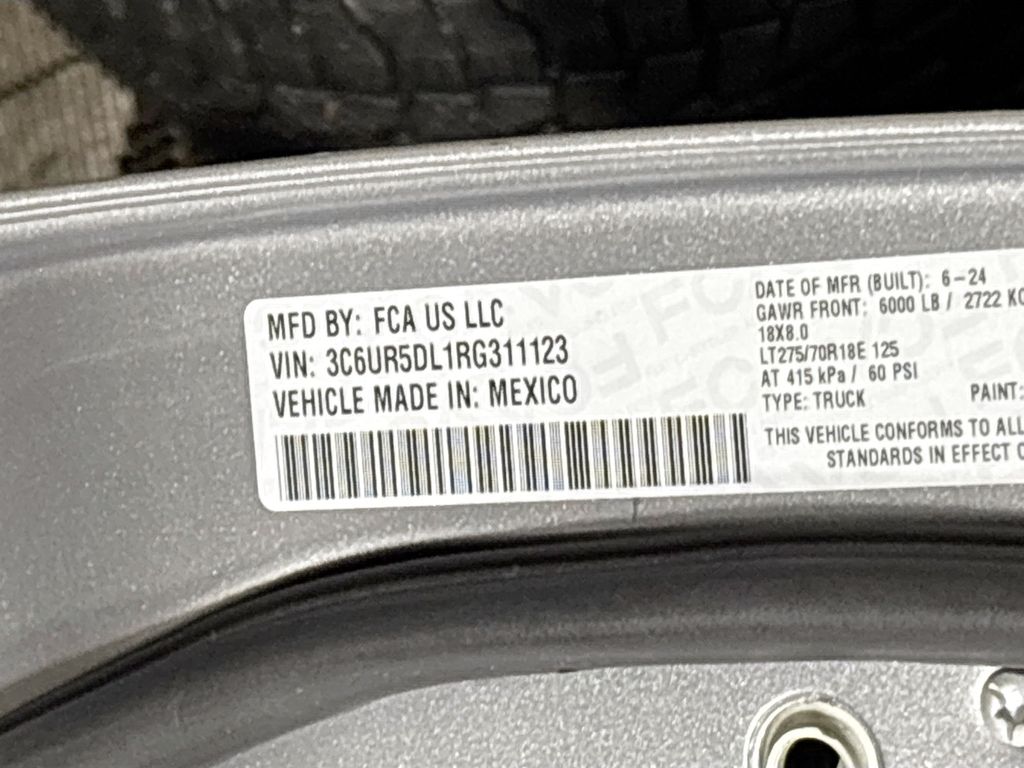 MFD BY: FCA US LLC
VIN: 3C6UR5DL1RG311123
VEHICLE MADE IN: MEXICO
DATE OF MFR (BUILT): 6-24
GAWR FRONT: 6000 LB / 2722 KG
18X8.0
LT275/70R18E 125
AT 415 kPa / 60 PSI
TYPE: TRUCK PAINT:
THIS VEHICLE CONFORMS TO ALL
STANDARDS IN EFFECT